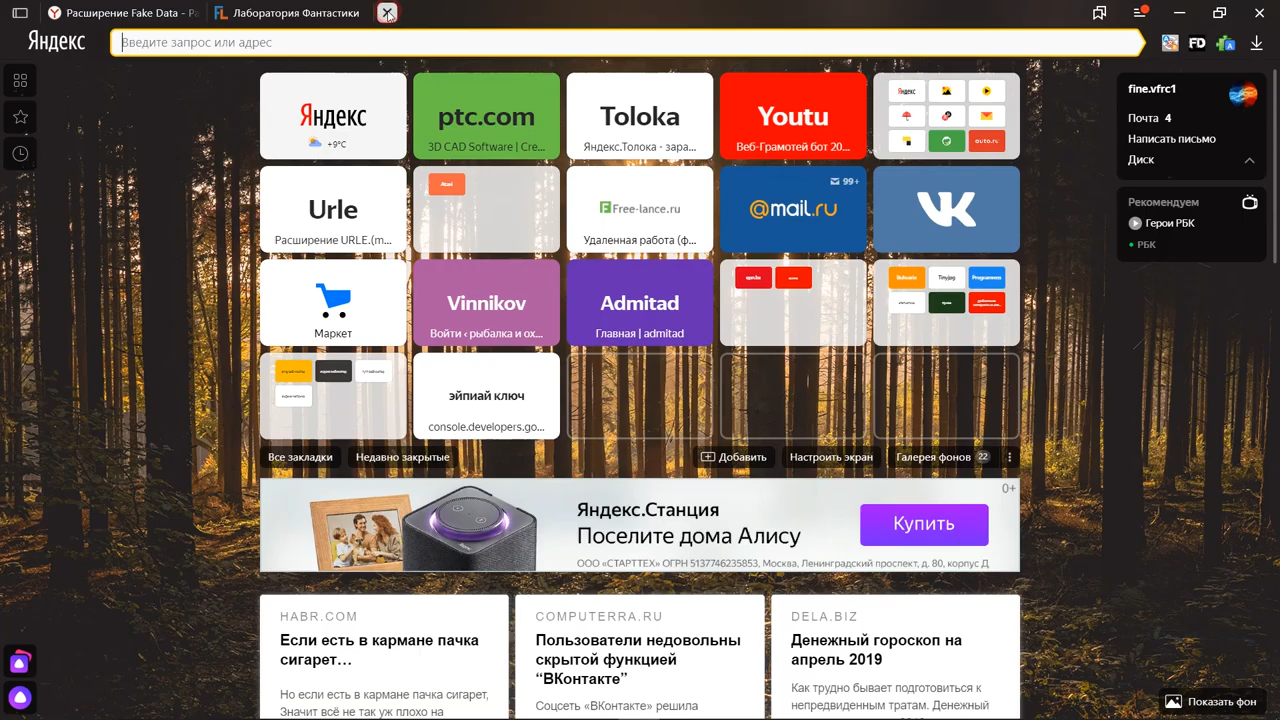 Расширение Fake Data - Ра
Лаборатория Фантастики
Яндекс
Введите запрос или адрес
FD
Яндекс
+9°C
ptc.com
3D CAD Software | Cre...
Toloka
Яндекс.Толока - зара...
Youtu
Веб-Грамотей бот 20...
Яндекс
auto.ru
fine.vfrc1
Почта 4
Написать письмо
Диск
Urle
Расширение URLE.(m...
Free-lance.ru
Удаленная работа (ф...
99+
@mail.ru
Рекомендуем
Герои РБК
РБК
Маркет
Vinnikov
Войти ‹ рыбалка и ох...
Admitad
Главная | admitad
Tinyjpg
эйпиай ключ
console.developers.go...
Все закладки
Недавно закрытые
Добавить
Настроить экран
Галерея фонов 22
0+
Яндекс.Станция
Поселите дома Алису
Купить
ООО «СТАРТТЕХ» ОГРН 5137746235853, Москва, Ленинградский проспект, д. 80, корпус Д
HABR.COM
Если есть в кармане пачка
сигарет…
Но если есть в кармане пачка сигарет,
Значит всё не так уж плохо на
COMPUTERRA.RU
Пользователи недовольны
скрытой функцией
“ВКонтакте”
Соцсеть «ВКонтакте» решила
DELA.BIZ
Денежный гороскоп на
апрель 2019
Как трудно бывает подготовиться к
непредвиденным тратам. Денежный
Показать фон